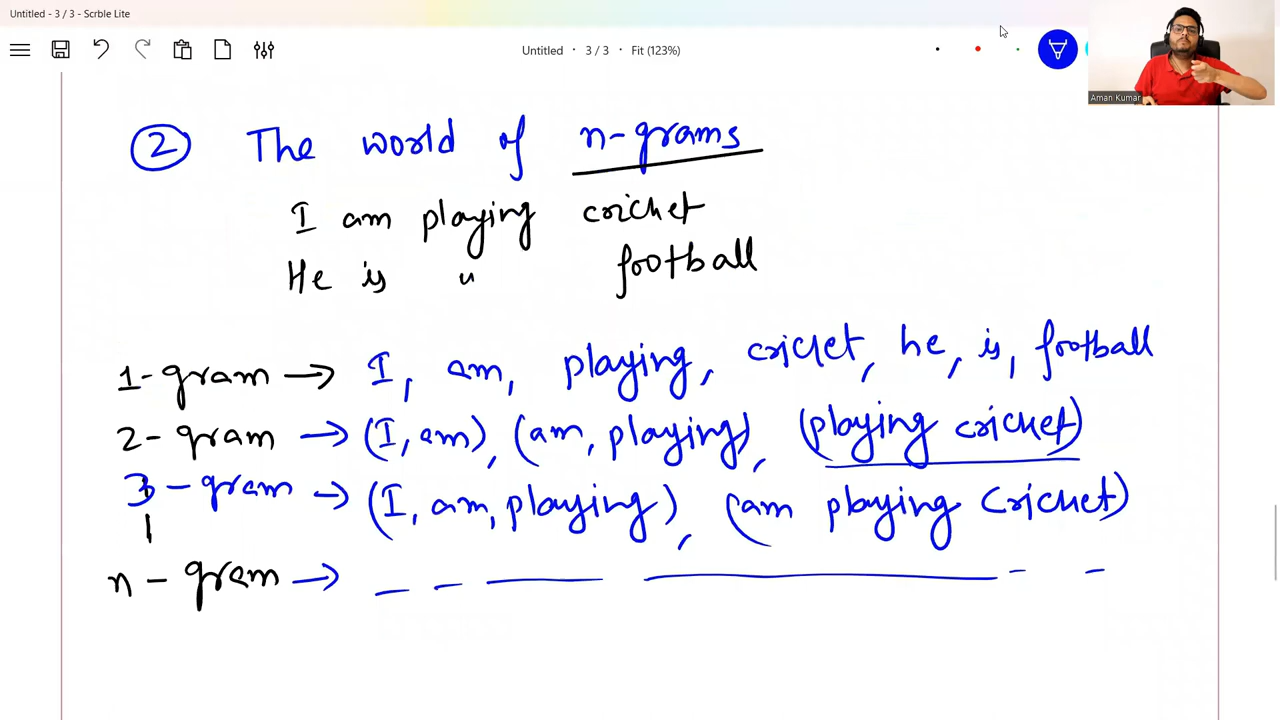 Untitled - 3 / 3 - Scrble Lite
Untitled • 3 / 3 • Fit (123%)
Aman Kumar
2 The world of n-grams
I am playing cricket
He is " football
1-gram → I, am, playing, cricket, he, is, football
2-gram → (I, am), (am, playing), (playing cricket)
3-gram → (I, am, playing), (am playing cricket)
n-gram →